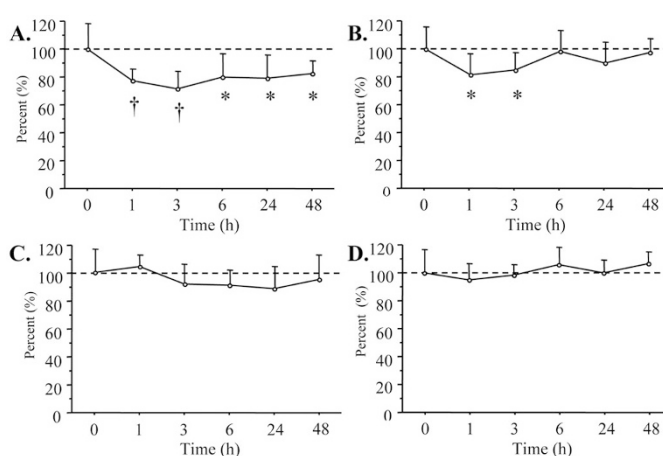 A.
120
100
80
60
40
20
0
Percent (%)
† † * * *
0 1 3 6 24 48
Time (h)
B.
120
100
80
60
40
20
0
Percent (%)
* *
0 1 3 6 24 48
Time (h)
C.
120
100
80
60
40
20
0
Percent (%)
0 1 3 6 24 48
Time (h)
D.
120
100
80
60
40
20
0
Percent (%)
0 1 3 6 24 48
Time (h)